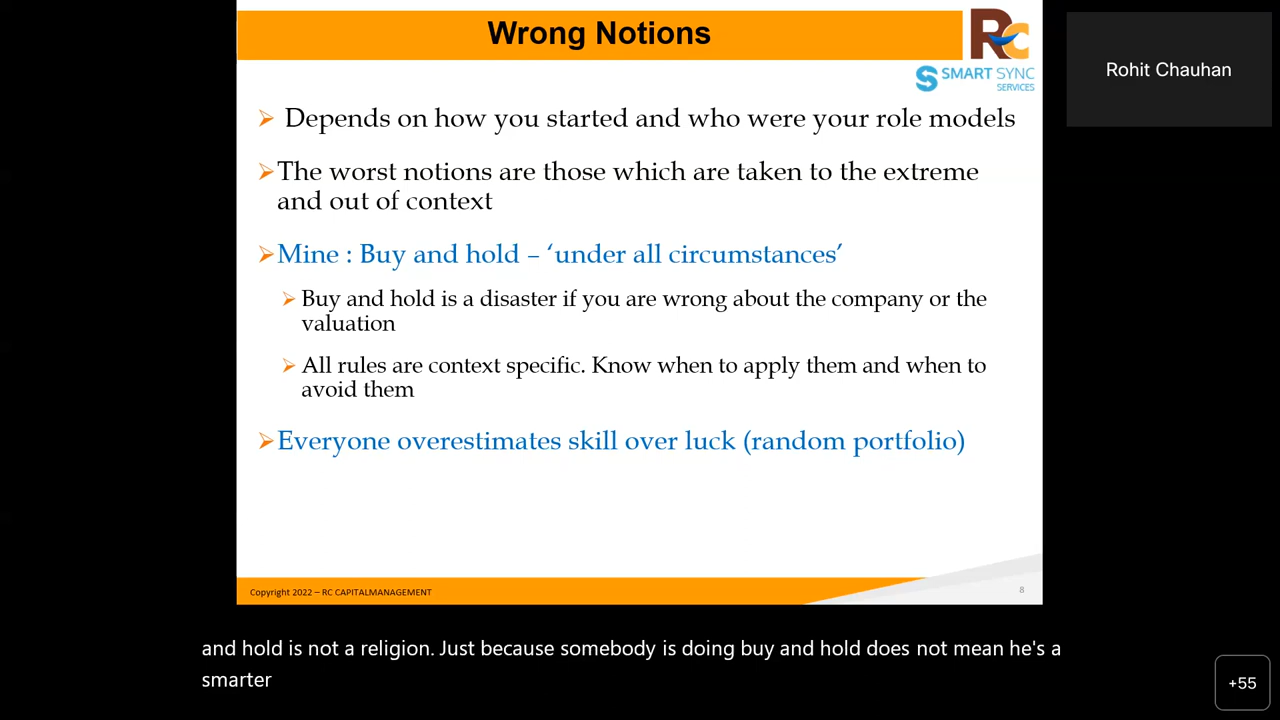 Wrong Notions
Rc
SMART SYNC
SERVICES
Rohit Chauhan
Depends on how you started and who were your role models
The worst notions are those which are taken to the extreme
and out of context
Mine : Buy and hold – ‘under all circumstances’
Buy and hold is a disaster if you are wrong about the company or the
valuation
All rules are context specific. Know when to apply them and when to
avoid them
Everyone overestimates skill over luck (random portfolio)
Copyright 2022 – RC CAPITALMANAGEMENT
8
and hold is not a religion. Just because somebody is doing buy and hold does not mean he's a
smarter
+55